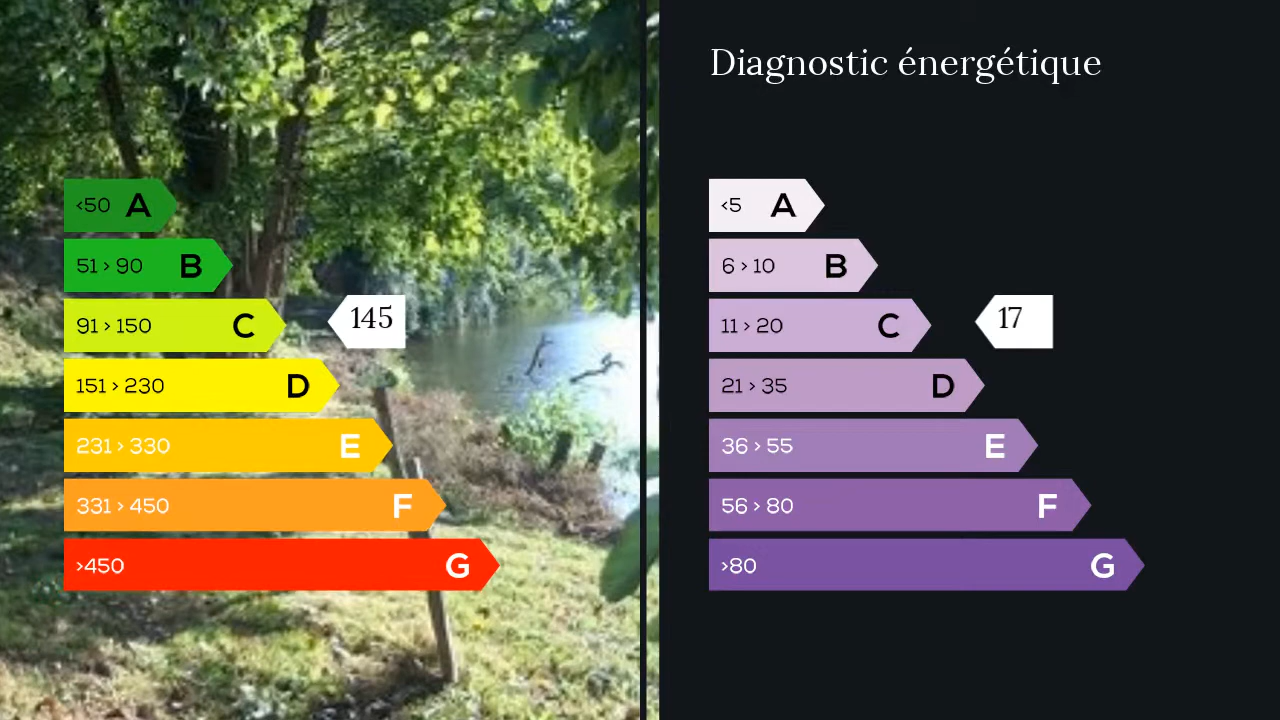 Diagnostic énergétique
<50 A
51 > 90 B
91 > 150 C
145
151 > 230 D
231 > 330 E
331 > 450 F
>450 G
<5 A
6 > 10 B
11 > 20 C
17
21 > 35 D
36 > 55 E
56 > 80 F
>80 G